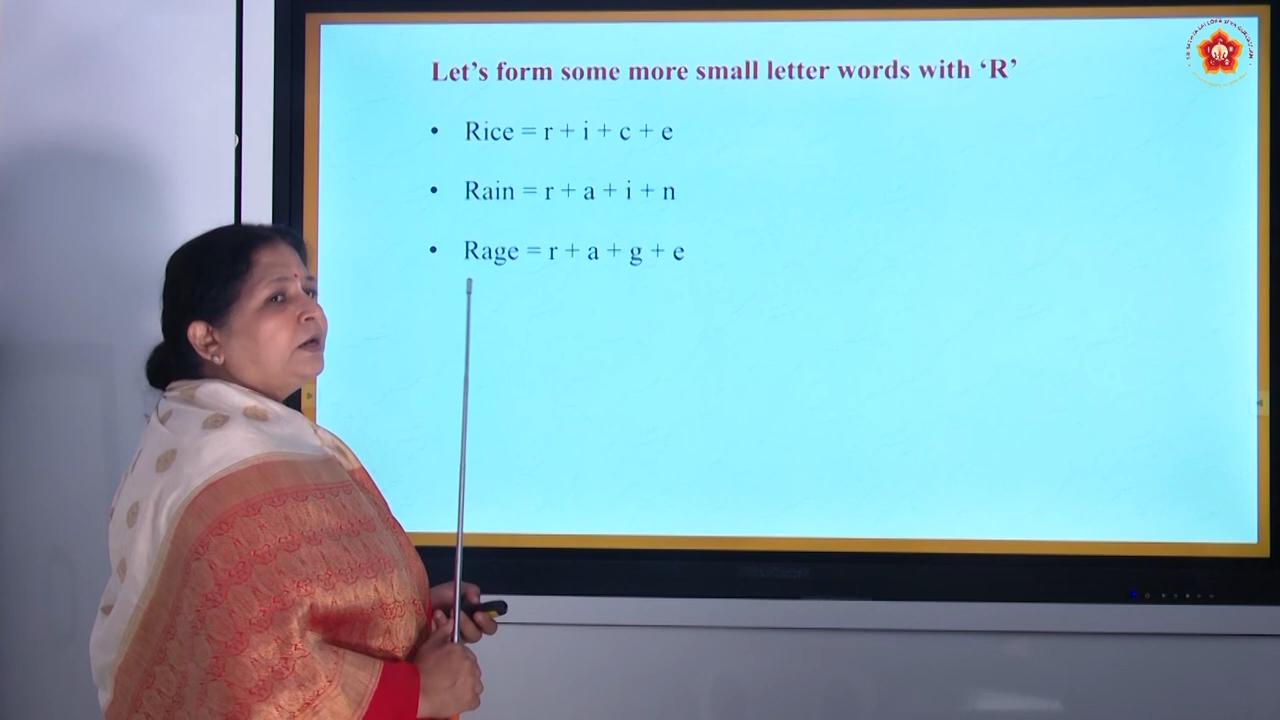 Let's form some more small letter words with ‘R’
• Rice = r + i + c + e
• Rain = r + a + i + n
• Rage = r + a + g + e